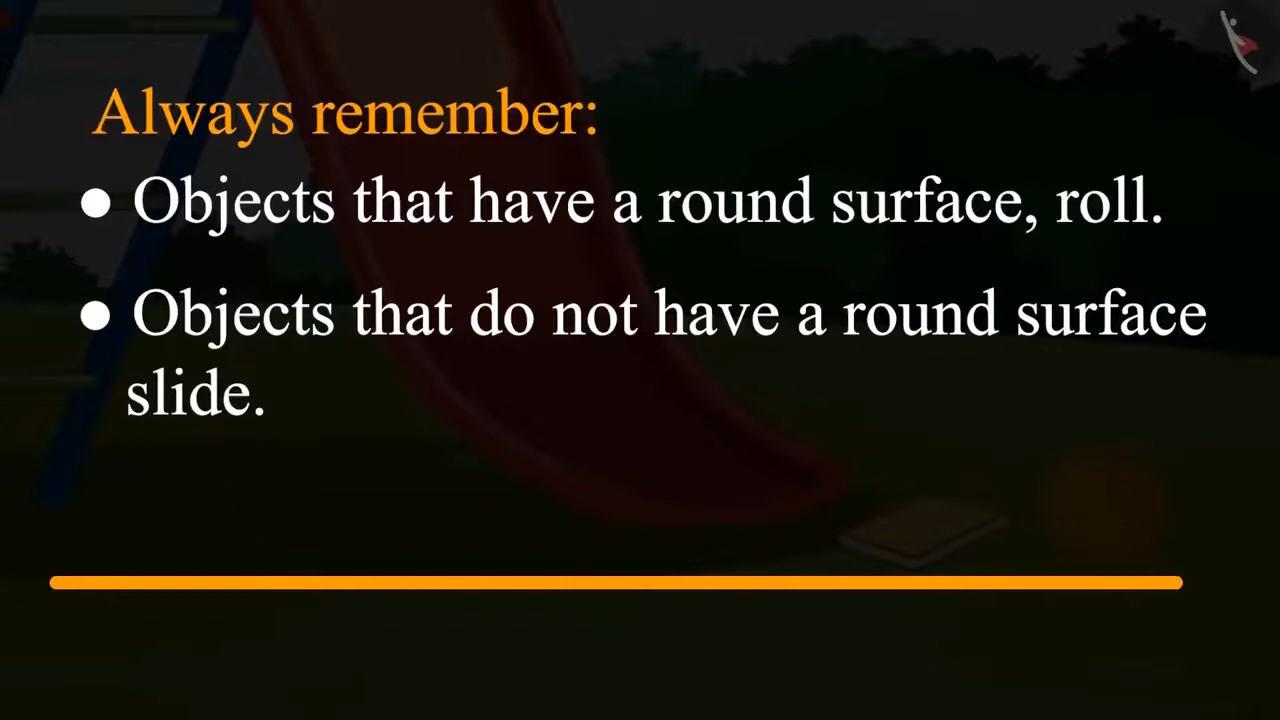 Always remember:
● Objects that have a round surface, roll.
● Objects that do not have a round surface
slide.